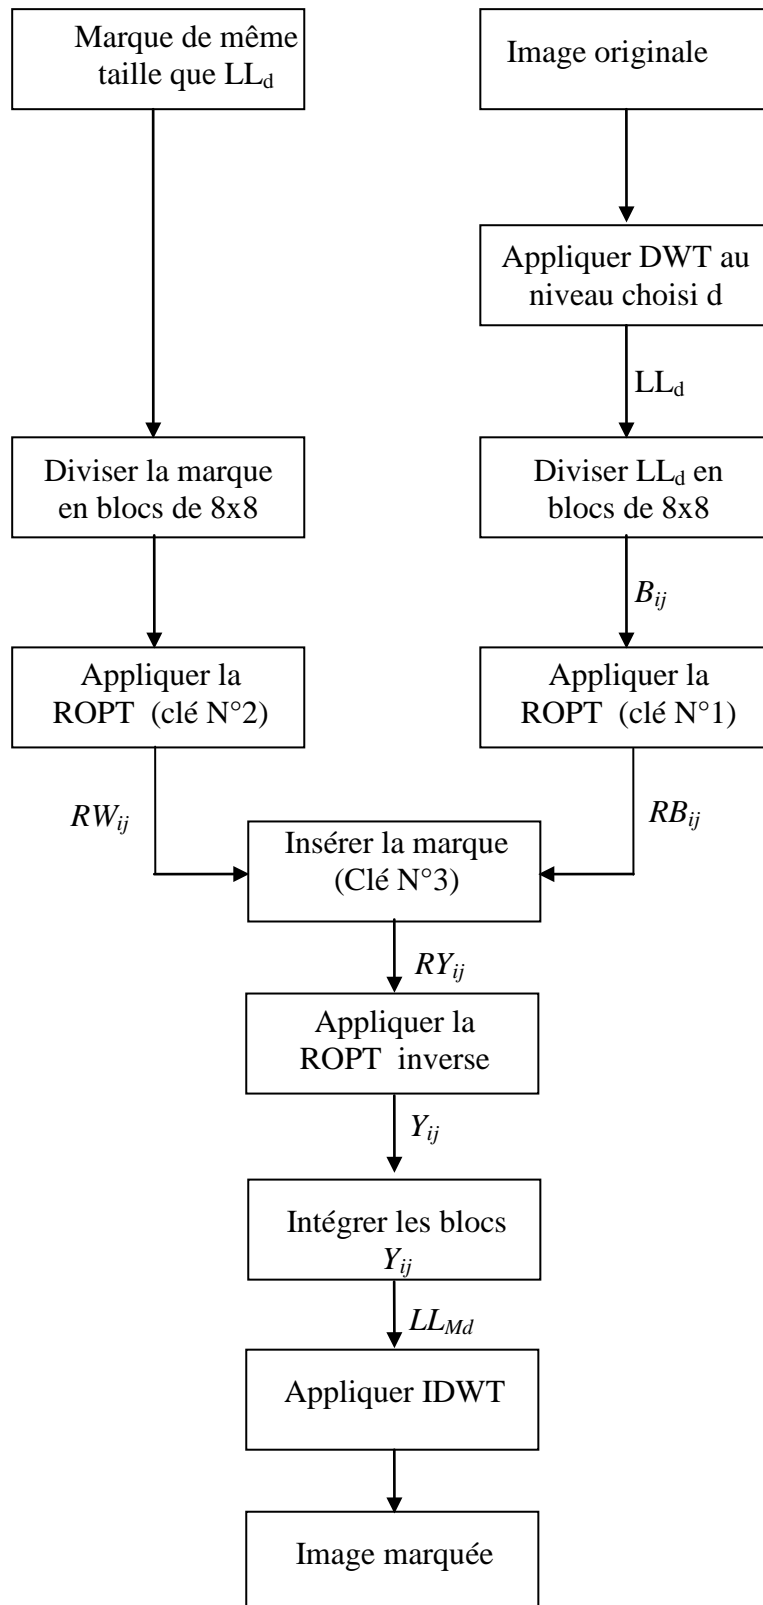 Marque de même
taille que LLd
Image originale
Appliquer DWT au
niveau choisi d
LLd
Diviser la marque
en blocs de 8x8
Diviser LLd en
blocs de 8x8
Bij
Appliquer la
ROPT (clé N°2)
Appliquer la
ROPT (clé N°1)
RWij
RBij
Insérer la marque
(Clé N°3)
RYij
Appliquer la
ROPT inverse
Yij
Intégrer les blocs
Yij
LLMd
Appliquer IDWT
Image marquée